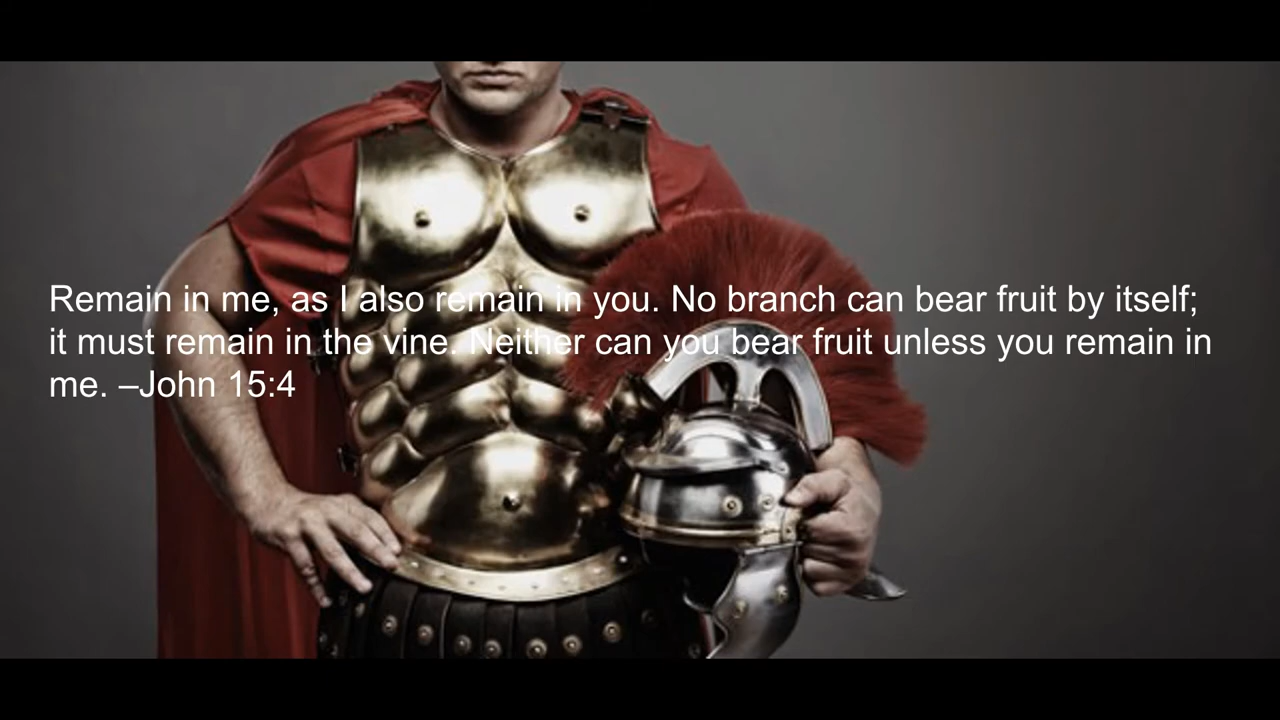 Remain in me, as I also remain in you. No branch can bear fruit by itself;
it must remain in the vine. Neither can you bear fruit unless you remain in
me. –John 15:4